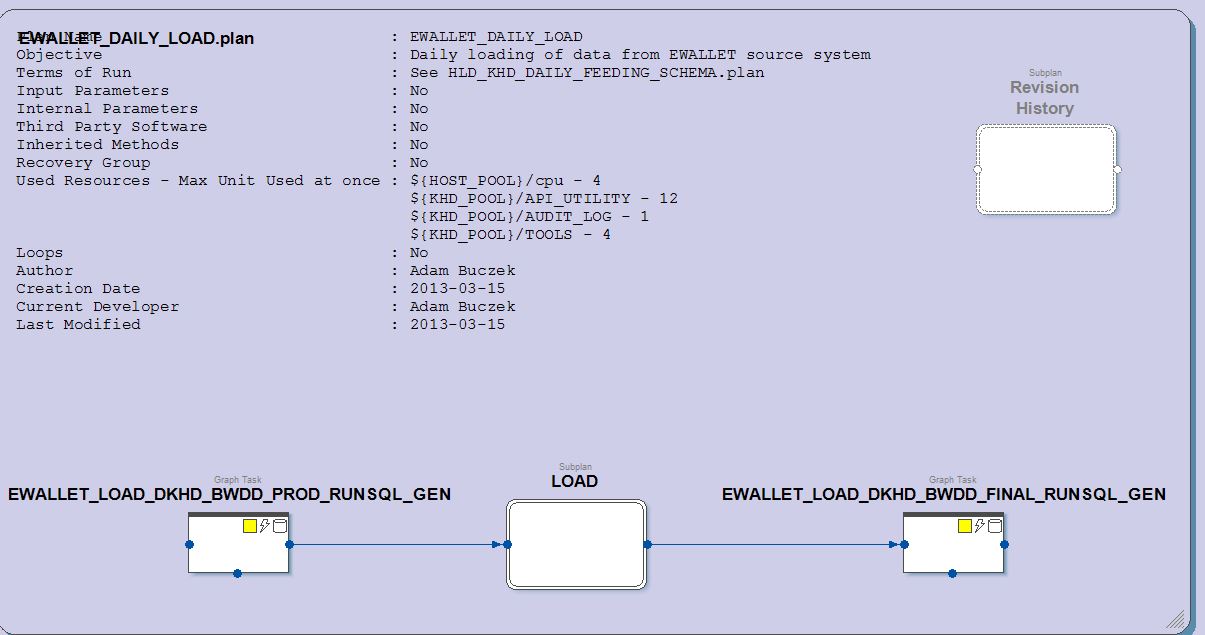 EWALLET_DAILY_LOAD.plan
: EWALLET_DAILY_LOAD
Objective : Daily loading of data from EWALLET source system
Terms of Run : See HLD_KHD_DAILY_FEEDING_SCHEMA.plan
Input Parameters : No
Internal Parameters : No
Third Party Software : No
Inherited Methods : No
Recovery Group : No
Used Resources - Max Unit Used at once : ${HOST_POOL}/cpu - 4
${KHD_POOL}/API_UTILITY - 12
${KHD_POOL}/AUDIT_LOG - 1
${KHD_POOL}/TOOLS - 4
Loops : No
Author : Adam Buczek
Creation Date : 2013-03-15
Current Developer : Adam Buczek
Last Modified : 2013-03-15
Subplan
Revision
History
Graph Task
EWALLET_LOAD_DKHD_BWDD_PROD_RUNSQL_GEN
Subplan
LOAD
Graph Task
EWALLET_LOAD_DKHD_BWDD_FINAL_RUNSQL_GEN